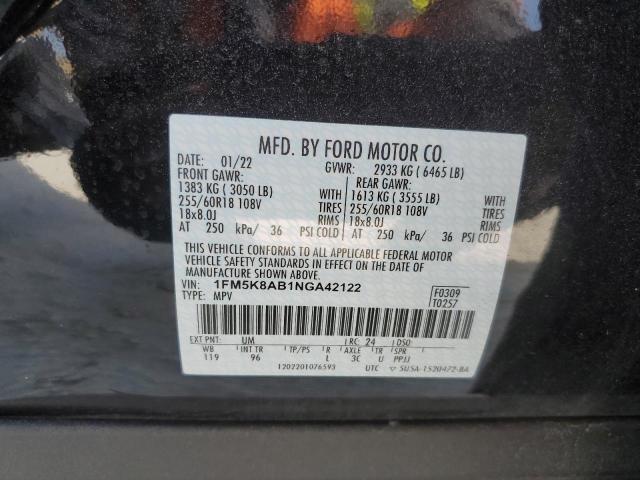 MFD. BY FORD MOTOR CO.
DATE: 01/22 GVWR: 2933 KG (6465 LB)
FRONT GAWR: REAR GAWR:
1383 KG (3050 LB) WITH 1613 KG (3555 LB) WITH
255/60R18 108V TIRES 255/60R18 108V TIRES
18x8.0J RIMS 18x8.0J RIMS
AT 250 kPa/ 36 PSI COLD AT 250 kPa/ 36 PSI COLD
THIS VEHICLE CONFORMS TO ALL APPLICABLE FEDERAL MOTOR
VEHICLE SAFETY STANDARDS IN EFFECT ON THE DATE OF
MANUFACTURE SHOWN ABOVE.
VIN: 1FM5K8AB1NGA42122
TYPE: MPV
F0309
T0257
EXT PNT: UM RC: 24 DSO:
WB INT TR TP/PS R AXLE TR SPR
119 96 L 3C U PPJJ
1202201076593 UTC ▽ 5U5A-1520472-BA